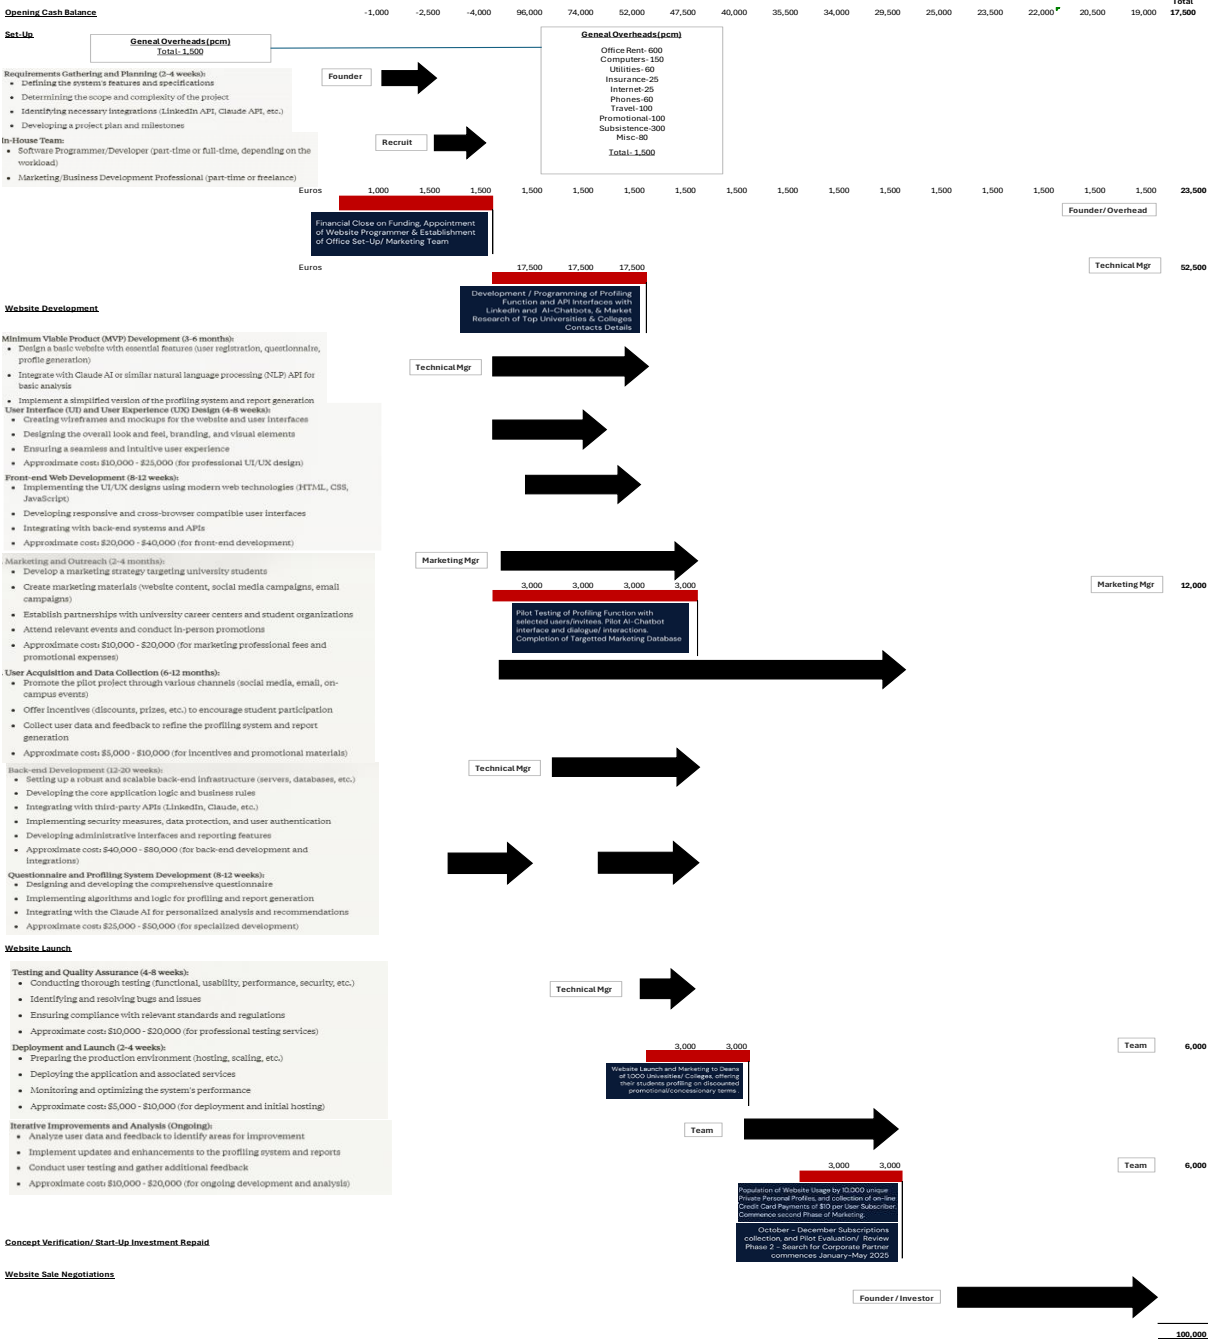 Total
Opening Cash Balance -1,000 -2,500 -4,000 96,000 74,000 52,000 47,500 40,000 35,500 34,000 29,500 25,000 23,500 22,000 20,500 19,000 17,500
Set-Up
Geneal Overheads(pcm)
Total- 1,500
Geneal Overheads(pcm)
Office Rent- 600
Computers- 150
Utilities- 60
Insurance-25
Internet-25
Phones-60
Travel-100
Promotional-100
Subsistence-300
Misc-80
Total- 1,500
Requirements Gathering and Planning (2-4 weeks):
Defining the system's features and specifications
Determining the scope and complexity of the project
Identifying necessary integrations (LinkedIn API, Claude API, etc.)
Developing a project plan and milestones
Founder
In-House Team:
Software Programmer/Developer (part-time or full-time, depending on the
workload)
Marketing/Business Development Professional (part-time or freelance)
Recruit
Euros 1,000 1,500 1,500 1,500 1,500 1,500 1,500 1,500 1,500 1,500 1,500 1,500 1,500 1,500 1,500 1,500 23,500
Founder/ Overhead
Financial Close on Funding, Appointment
of Website Programmer & Establishment
of Office Set-Up/ Marketing Team
Euros 17,500 17,500 17,500 Technical Mgr 52,500
Development / Programming of Profiling
Function and API Interfaces with
LinkedIn and AI-Chatbots, & Market
Research of Top Universities & Colleges
Contacts Details
Website Development
Minimum Viable Product (MVP) Development (3-6 months):
Design a basic website with essential features (user registration, questionnaire,
profile generation)
Integrate with Claude AI or similar natural language processing (NLP) API for
basic analysis
Implement a simplified version of the profiling system and report generation
Technical Mgr
User Interface (UI) and User Experience (UX) Design (4-8 weeks):
Creating wireframes and mockups for the website and user interfaces
Designing the overall look and feel, branding, and visual elements
Ensuring a seamless and intuitive user experience
Approximate cost: $10,000 - $25,000 (for professional UI/UX design)
Front-end Web Development (8-12 weeks):
Implementing the UI/UX designs using modern web technologies (HTML, CSS,
JavaScript)
Developing responsive and cross-browser compatible user interfaces
Integrating with back-end systems and APIs
Approximate cost: $20,000 - $40,000 (for front-end development)
Marketing and Outreach (2-4 months):
Develop a marketing strategy targeting university students
Create marketing materials (website content, social media campaigns, email
campaigns)
Establish partnerships with university career centers and student organizations
Attend relevant events and conduct in-person promotions
Approximate cost: $10,000 - $20,000 (for marketing professional fees and
promotional expenses)
Marketing Mgr
3,000 3,000 3,000 3,000 Marketing Mgr 12,000
Pilot Testing of Profiling Function with
selected users/invitees. Pilot AI-Chatbot
interface and dialogue/ interactions.
Completion of Targetted Marketing Database
User Acquisition and Data Collection (6-12 months):
Promote the pilot project through various channels (social media, email, on-
campus events)
Offer incentives (discounts, prizes, etc.) to encourage student participation
Collect user data and feedback to refine the profiling system and report
generation
Approximate cost: $5,000 - $10,000 (for incentives and promotional materials)
Back-end Development (12-20 weeks):
Setting up a robust and scalable back-end infrastructure (servers, databases, etc.)
Developing the core application logic and business rules
Integrating with third-party APIs (LinkedIn, Claude, etc.)
Implementing security measures, data protection, and user authentication
Developing administrative interfaces and reporting features
Approximate cost: $40,000 - $80,000 (for back-end development and
integrations)
Technical Mgr
Questionnaire and Profiling System Development (8-12 weeks):
Designing and developing the comprehensive questionnaire
Implementing algorithms and logic for profiling and report generation
Integrating with the Claude AI for personalized analysis and recommendations
Approximate cost: $25,000 - $50,000 (for specialized development)
Website Launch
Testing and Quality Assurance (4-8 weeks):
Conducting thorough testing (functional, usability, performance, security, etc.)
Identifying and resolving bugs and issues
Ensuring compliance with relevant standards and regulations
Approximate cost: $10,000 - $20,000 (for professional testing services)
Technical Mgr
Deployment and Launch (2-4 weeks):
Preparing the production environment (hosting, scaling, etc.)
Deploying the application and associated services
Monitoring and optimizing the system's performance
Approximate cost: $5,000 - $10,000 (for deployment and initial hosting)
3,000 3,000 Team 6,000
Website Launch and Marketing to Deans
of 1,000 Univesities/ Colleges, offering
their students profiling on discounted
promotional/concessionary terms .
Iterative Improvements and Analysis (Ongoing):
Analyze user data and feedback to identify areas for improvement
Implement updates and enhancements to the profiling system and reports
Conduct user testing and gather additional feedback
Approximate cost: $10,000 - $20,000 (for ongoing development and analysis)
Team
3,000 3,000 Team 6,000
Population of Website Usage by 10,000 unique
Private Personal Profiles, and collection of on-line
Credit Card Payments of $10 per User Subscriber.
Commence second Phase of Marketing.
October - December Subscriptions
collection, and Pilot Evaluation/ Review
Phase 2 - Search for Corporate Partner
commences January-May 2025
Concept Verification/ Start-Up Investment Repaid
Website Sale Negotiations
Founder / Investor
100,000